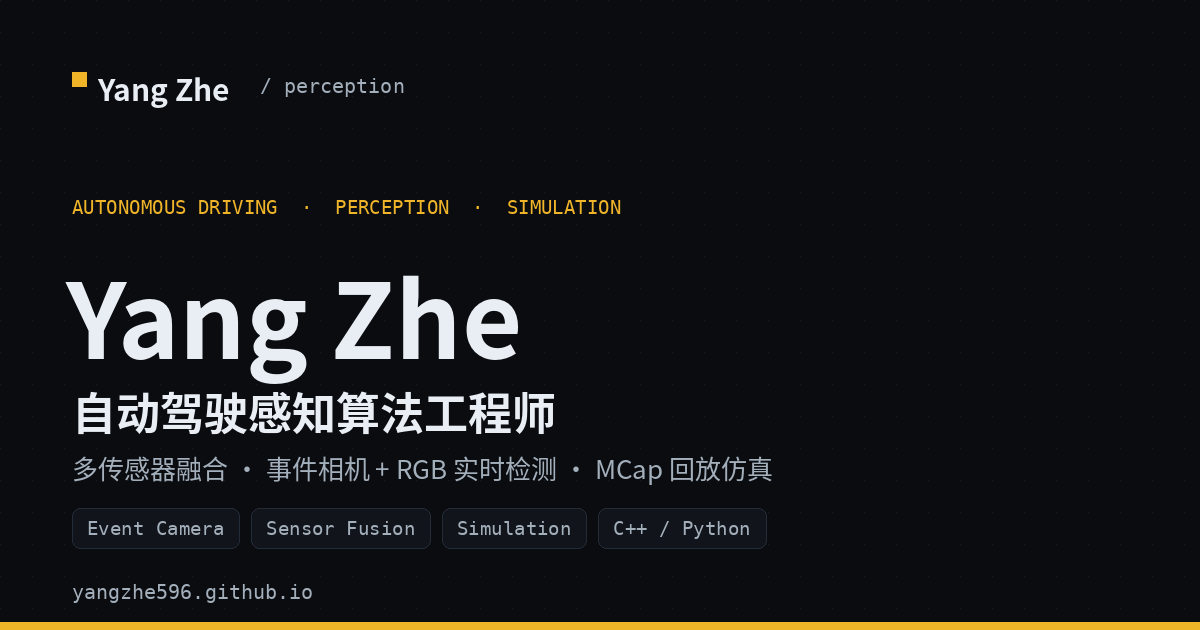 Yang Zhe / perception
AUTONOMOUS DRIVING · PERCEPTION · SIMULATION
Yang Zhe
自动驾驶感知算法工程师
多传感器融合 · 事件相机 + RGB 实时检测 · MCap 回放仿真
Event Camera Sensor Fusion Simulation C++ / Python
yangzhe596.github.io